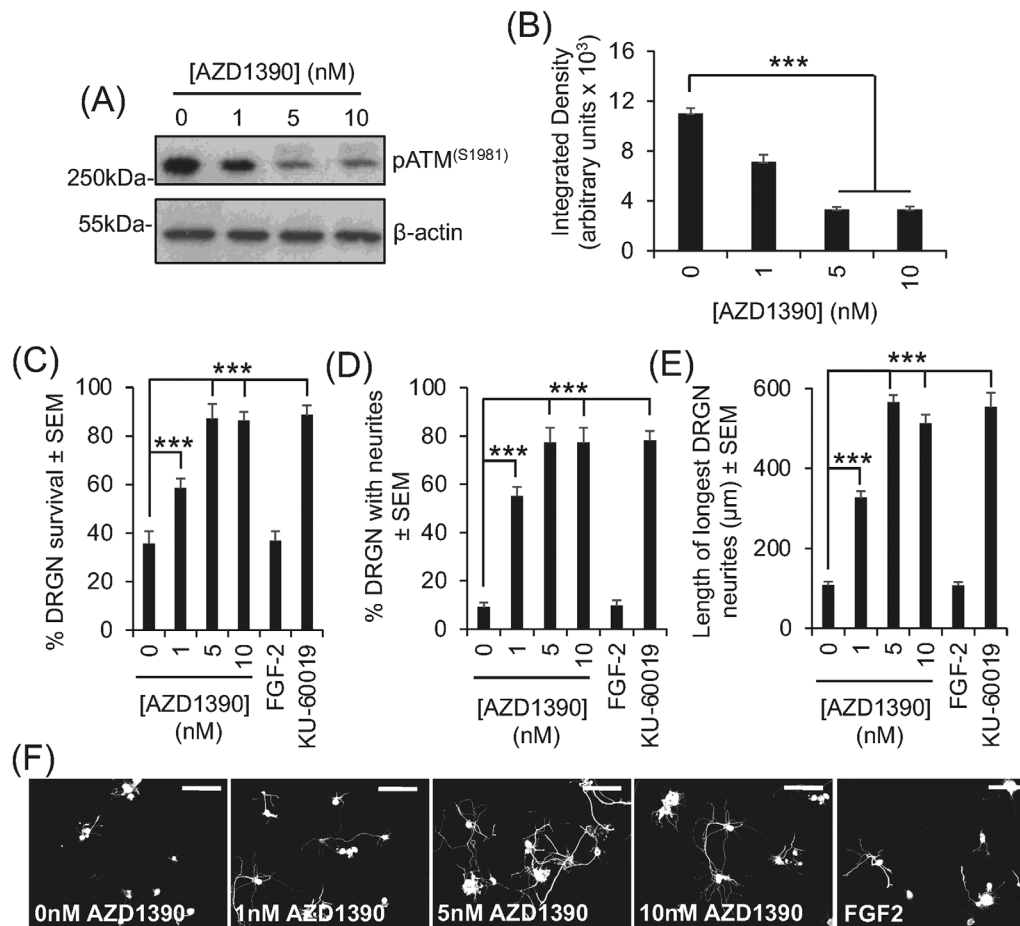 (A)
[AZD1390] (nM)
0 1 5 10
250kDa-
pATM(S1981)
55kDa-
β-actin
(B)
Integrated Density
(arbitrary units x 10³)
16
12
8
4
0
***
0 1 5 10
[AZD1390] (nM)
(C)
% DRGN survival ± SEM
100
80
60
40
20
0
***
***
0 1 5 10 FGF-2 KU-60019
[AZD1390]
(nM)
(D)
% DRGN with neurites
± SEM
100
80
60
40
20
0
***
***
0 1 5 10 FGF-2 KU-60019
[AZD1390]
(nM)
(E)
Length of longest DRGN
neurites (µm) ± SEM
600
400
200
0
***
***
0 1 5 10 FGF-2 KU-60019
[AZD1390]
(nM)
(F)
0nM AZD1390
1nM AZD1390
5nM AZD1390
10nM AZD1390
FGF2